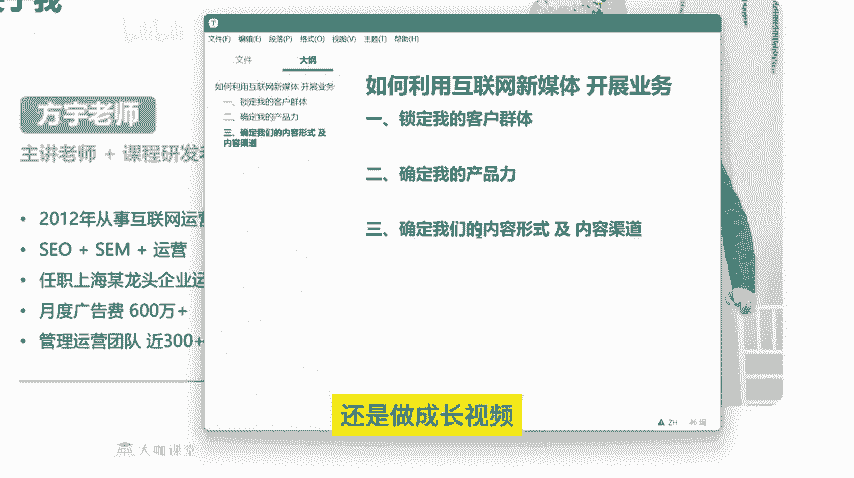 于我
方宇老师
主讲老师 + 课程研发老
• 2012年从事互联网运营
• SEO + SEM + 运营
• 任职上海某龙头企业运
• 月度广告费 600万+
• 管理运营团队 近300+
大咖课堂
文件(F) 编辑(E) 段落(P) 格式(O) 视图(V) 主题(T) 帮助(H)
文件 大纲
如何利用互联网新媒体 开展业务
一、锁定我的客户群体
二、确定我的产品力
三、确定我们的内容形式 及
内容渠道
如何利用互联网新媒体 开展业务
一、锁定我的客户群体
二、确定我的产品力
三、确定我们的内容形式 及 内容渠道
ZH 46 词
还是做成长视频